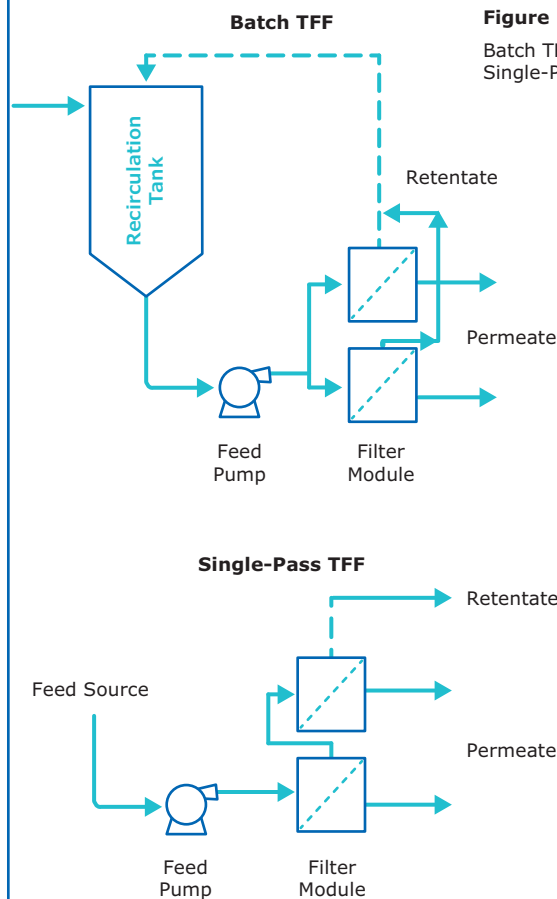 Batch TFF
Figure
Batch TF
Single-P
Recirculation
Tank
Retentate
Permeate
Feed
Pump
Filter
Module
Single-Pass TFF
Retentate
Feed Source
Permeate
Feed
Pump
Filter
Module